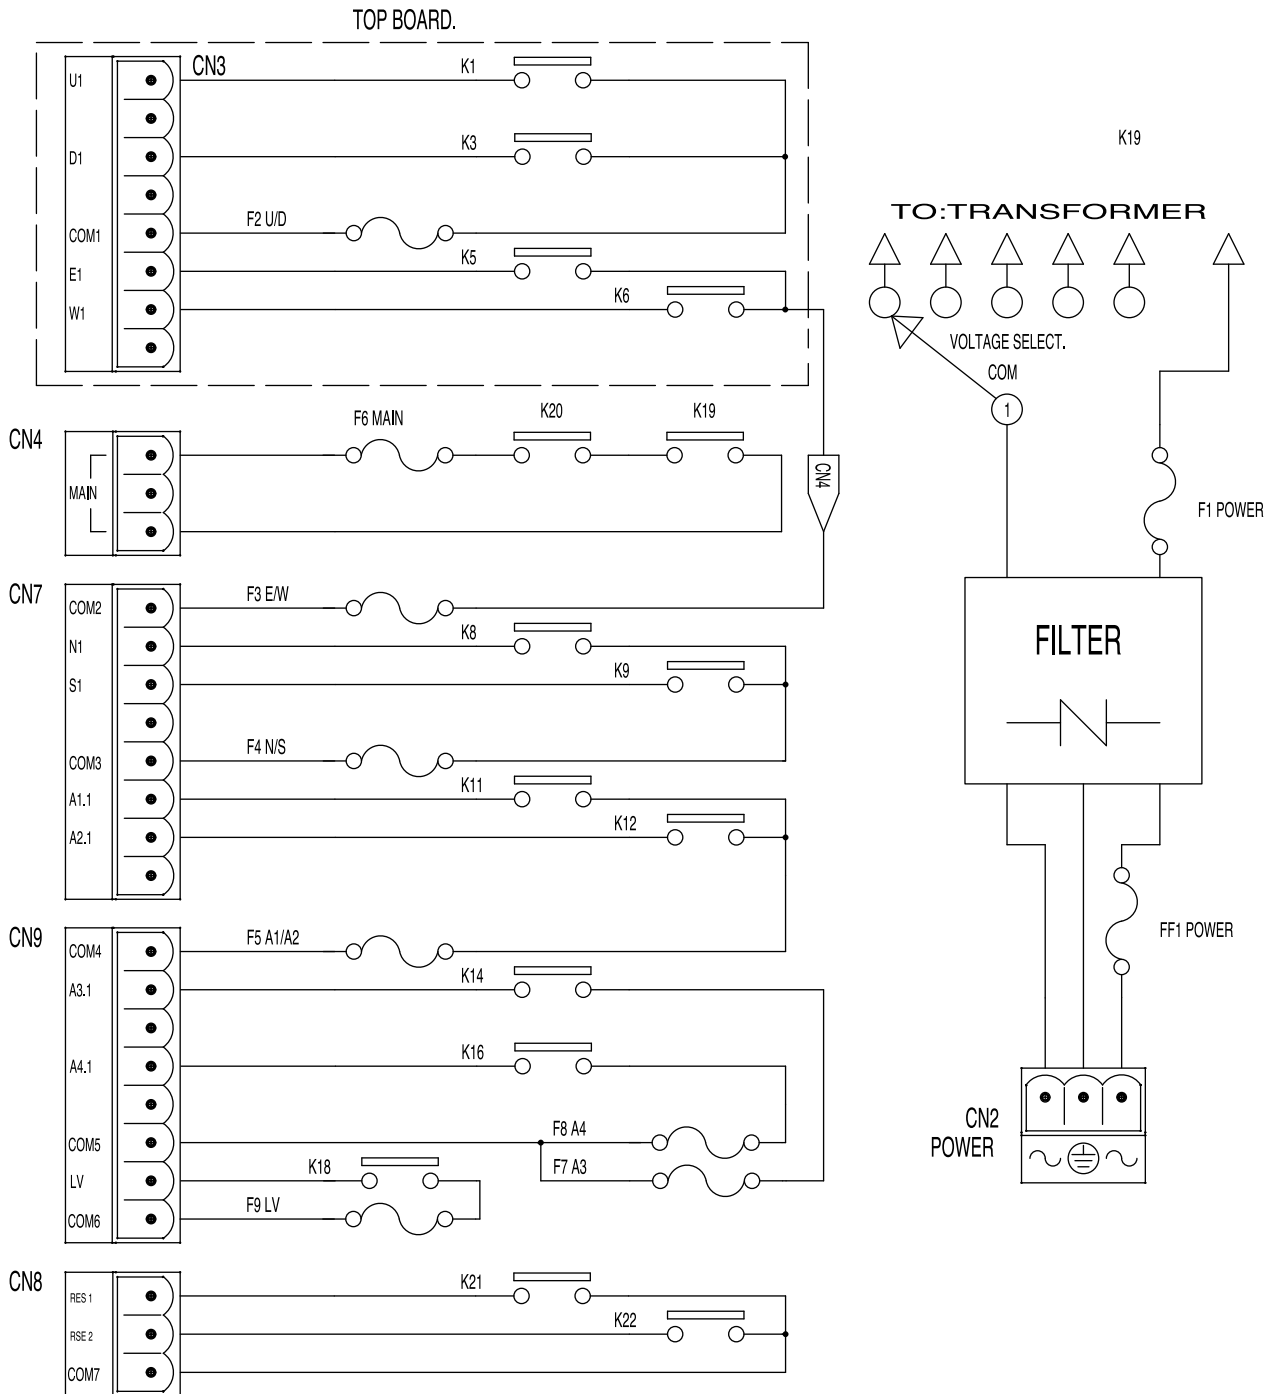 TOP BOARD.
CN3
U1
K1
D1
K3
COM1
F2 U/D
E1
K5
W1
K6
K19
TO:TRANSFORMER
VOLTAGE SELECT.
COM
1
F1 POWER
FILTER
FF1 POWER
CN2
POWER
CN4
MAIN
F6 MAIN
K20
K19
CN4
CN7
COM2
F3 E/W
N1
K8
S1
K9
COM3
F4 N/S
A1.1
K11
A2.1
K12
CN9
COM4
F5 A1/A2
A3.1
K14
A4.1
K16
COM5
F8 A4
F7 A3
LV
K18
COM6
F9 LV
CN8
RES 1
K21
RSE 2
K22
COM7